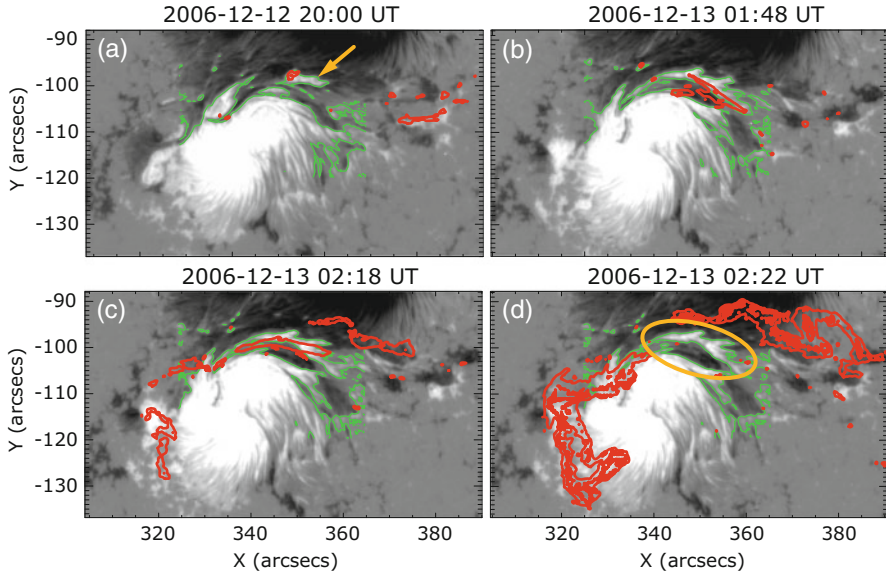 2006-12-12 20:00 UT
2006-12-13 01:48 UT
(a)
(b)
-90
-100
-110
-120
-130
Y (arcsecs)
2006-12-13 02:18 UT
2006-12-13 02:22 UT
(c)
(d)
-90
-100
-110
-120
-130
Y (arcsecs)
320 340 360 380
320 340 360 380
X (arcsecs)
X (arcsecs)